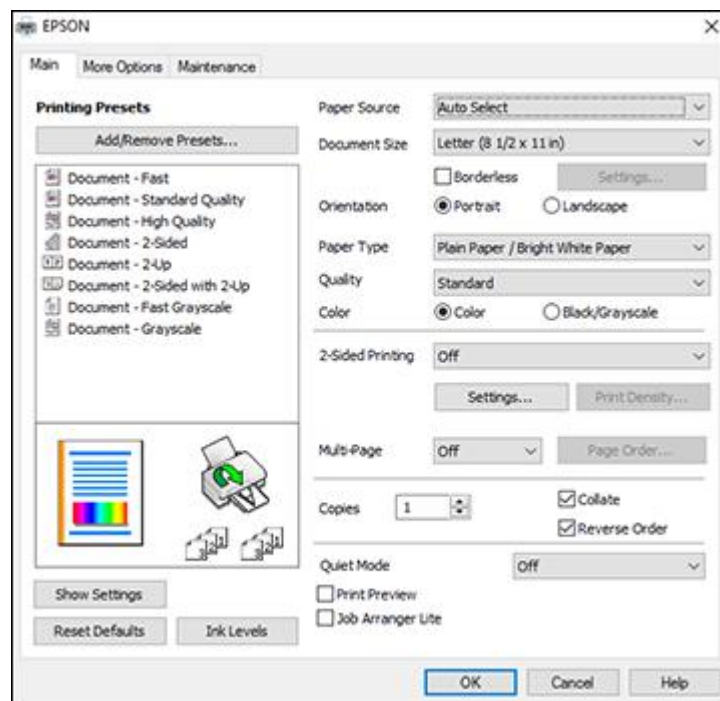 EPSON
Main More Options Maintenance
Printing Presets
Add/Remove Presets...
Document - Fast
Document - Standard Quality
Document - High Quality
Document - 2-Sided
Document - 2-Up
Document - 2-Sided with 2-Up
Document - Fast Grayscale
Document - Grayscale
Show Settings
Reset Defaults Ink Levels
Paper Source Auto Select
Document Size Letter (8 1/2 x 11 in)
Borderless Settings...
Orientation Portrait Landscape
Paper Type Plain Paper / Bright White Paper
Quality Standard
Color Color Black/Grayscale
2-Sided Printing Off
Settings... Print Density...
Multi-Page Off Page Order...
Copies 1 Collate
Reverse Order
Quiet Mode Off
Print Preview
Job Arranger Lite
OK Cancel Help